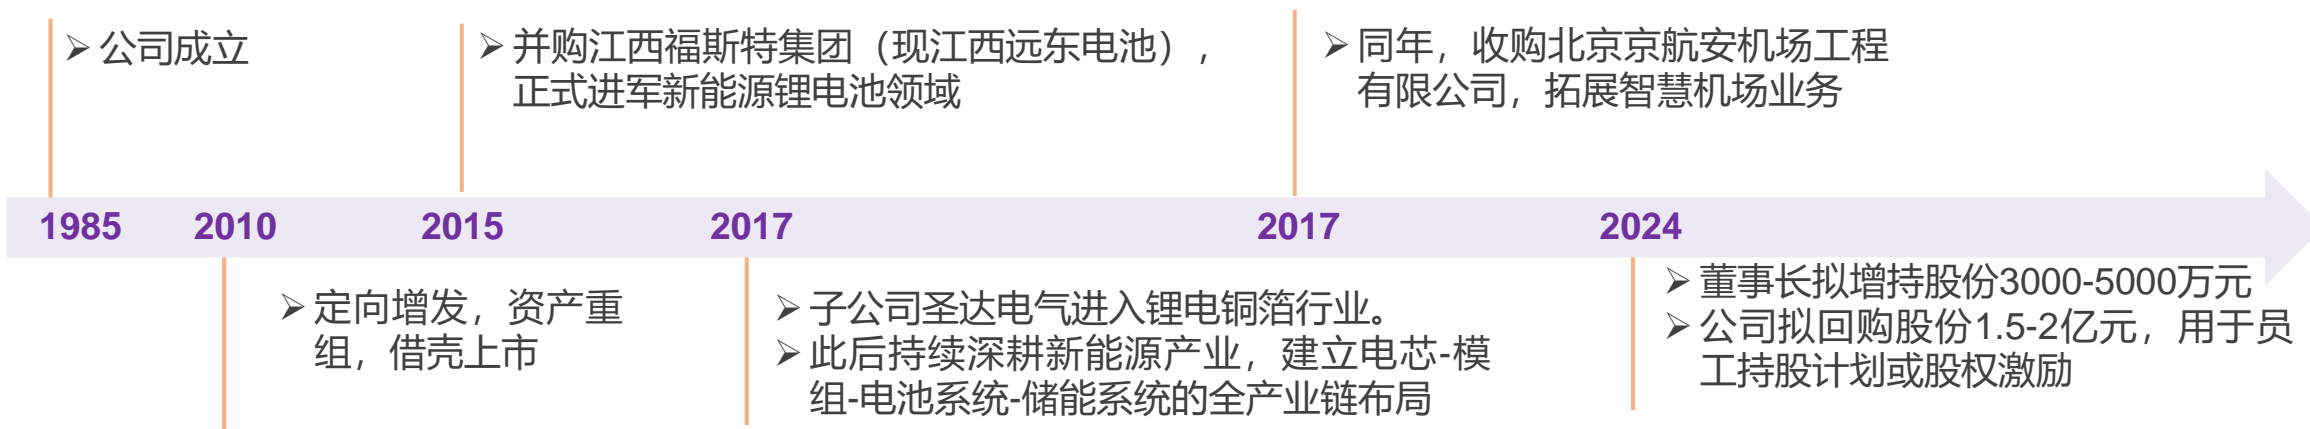 ➢ 公司成立
➢ 并购江西福斯特集团（现江西远东电池），
正式进军新能源锂电池领域
➢ 同年，收购北京京航安机场工程
有限公司，拓展智慧机场业务
1985 2010 2015 2017 2017 2024
➢ 定向增发，资产重
组，借壳上市
➢ 子公司圣达电气进入锂电铜箔行业。
➢ 此后持续深耕新能源产业，建立电芯-模
组-电池系统-储能系统的全产业链布局
➢ 董事长拟增持股份3000-5000万元
➢ 公司拟回购股份1.5-2亿元，用于员
工持股计划或股权激励